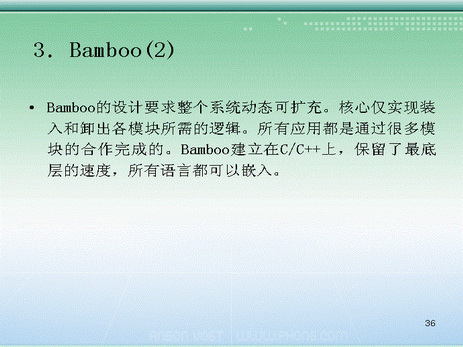 3. Bamboo(2)
• Bamboo的设计要求整个系统动态可扩充。核心仅实现装
入和卸出各模块所需的逻辑。所有应用都是通过很多模
块的合作完成的。Bamboo建立在C/C++上，保留了最底
层的速度，所有语言都可以嵌入。
36